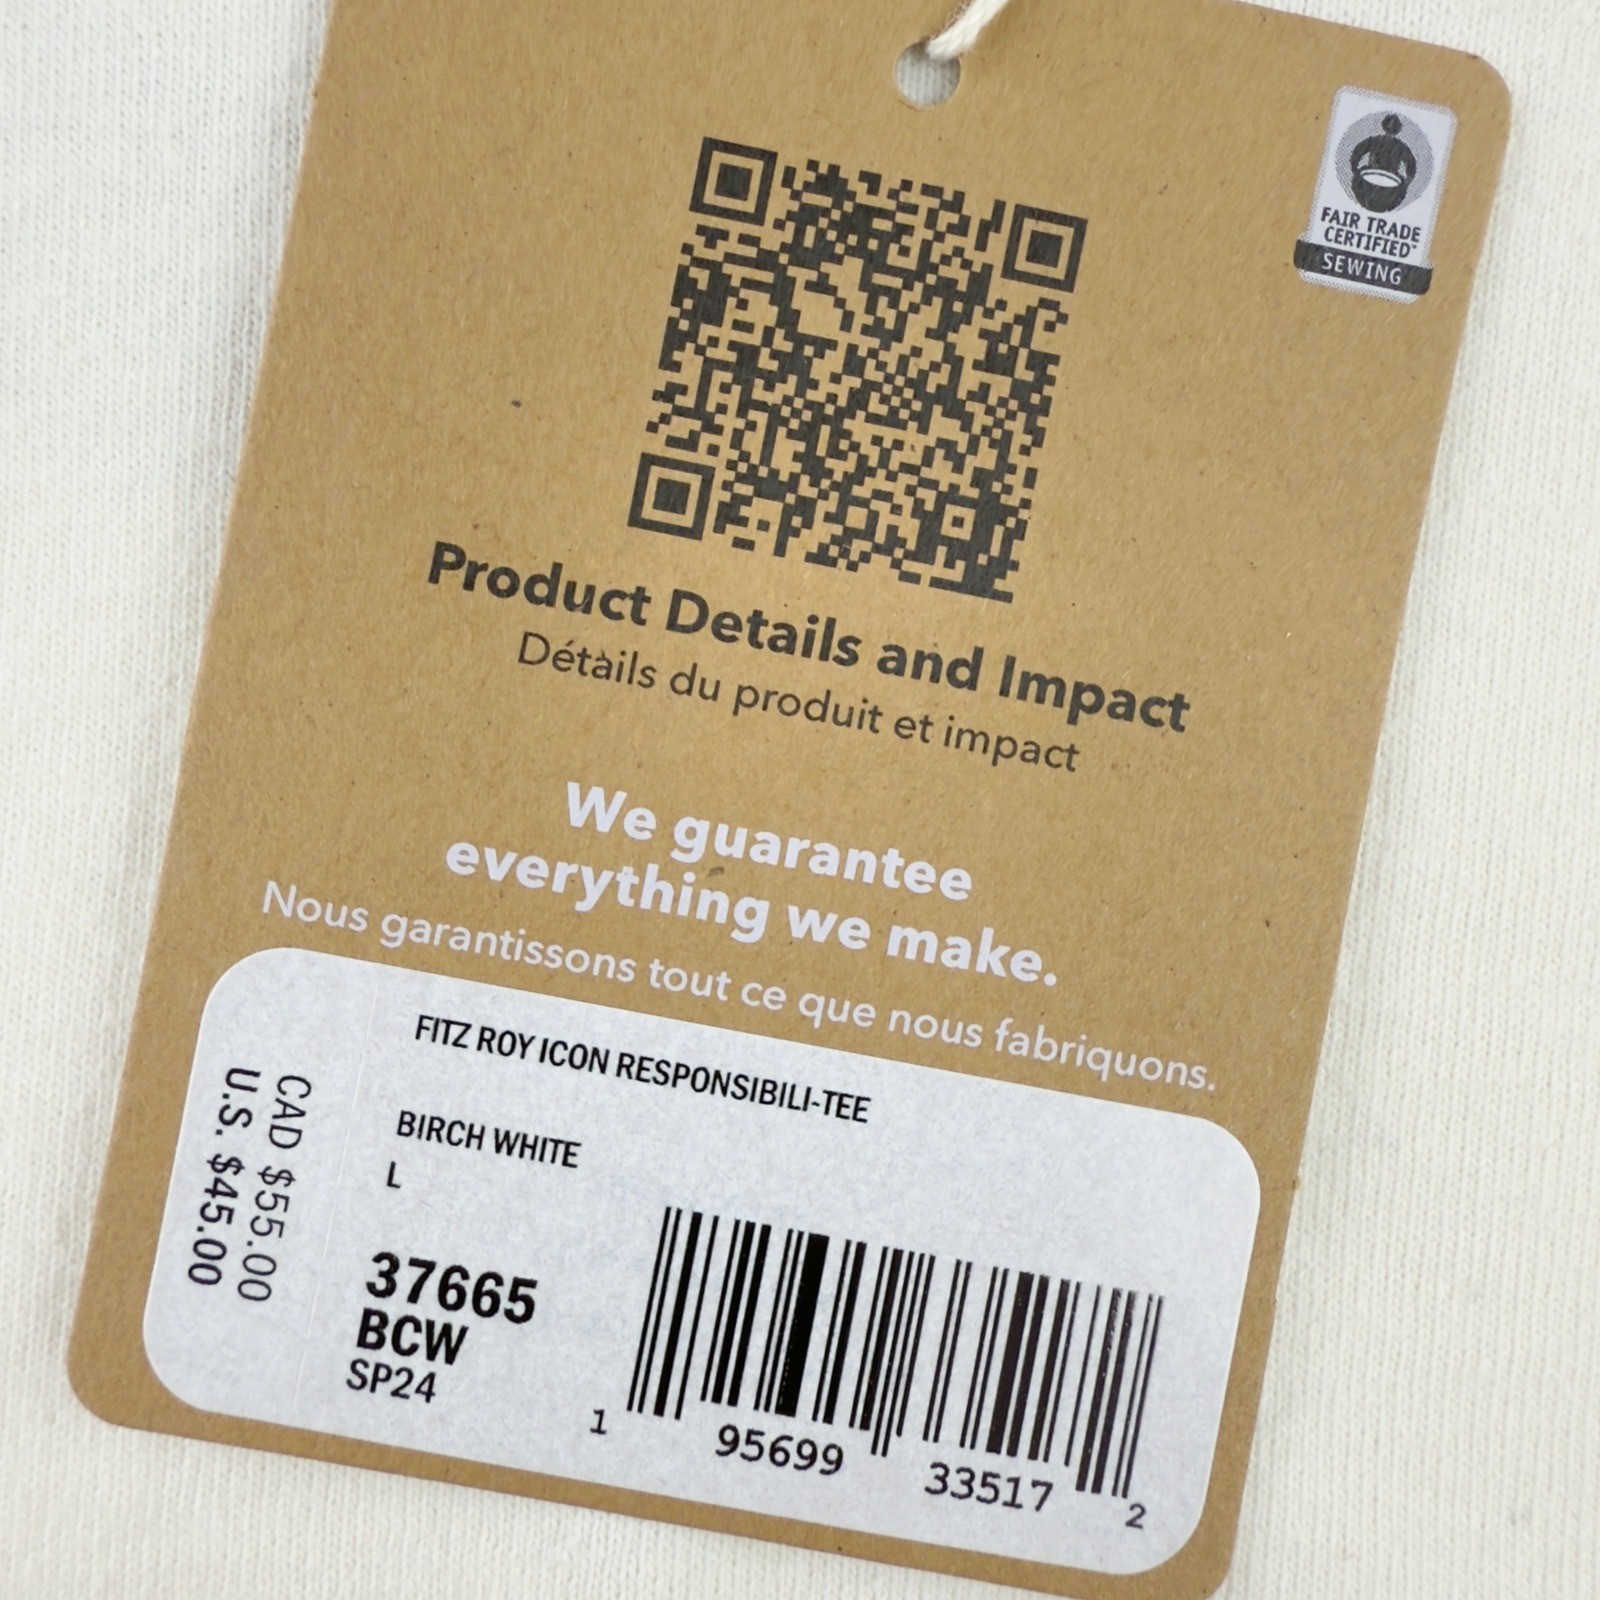 FAIR TRADE
CERTIFIED™
SEWING
Product Details and Impact
Détails du produit et impact
We guarantee
everything we make.
Nous garantissons tout ce que nous fabriquons.
FITZ ROY ICON RESPONSIBILI-TEE
BIRCH WHITE
L
37665
BCW
SP24
CAD $55.00
U.S. $45.00
1 95699 33517 2